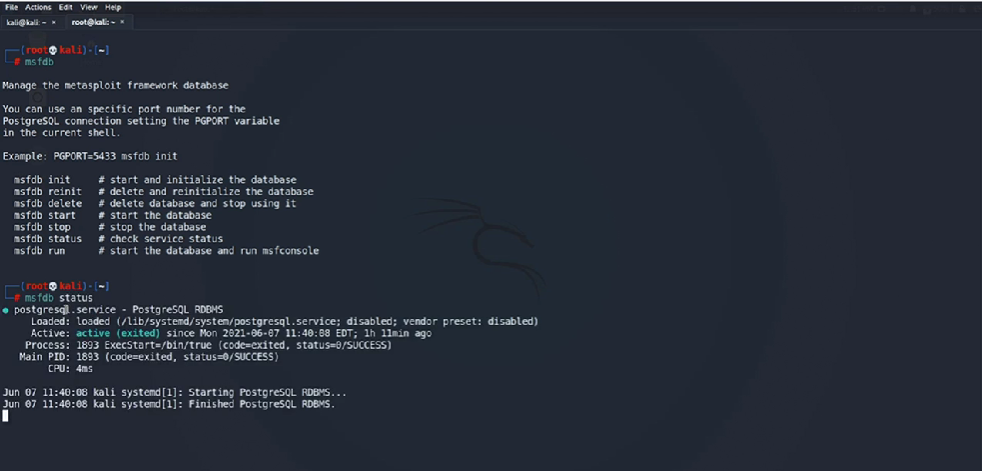 File Actions Edit View Help
kali@kali: ~ × root@kali: ~ ×
┌──(root💀kali)-[~]
└─# msfdb
Manage the metasploit framework database
You can use an specific port number for the
PostgreSQL connection setting the PGPORT variable
in the current shell.
Example: PGPORT=5433 msfdb init
msfdb init # start and initialize the database
msfdb reinit # delete and reinitialize the database
msfdb delete # delete database and stop using it
msfdb start # start the database
msfdb stop # stop the database
msfdb status # check service status
msfdb run # start the database and run msfconsole
┌──(root💀kali)-[~]
└─# msfdb status
● postgresql.service - PostgreSQL RDBMS
Loaded: loaded (/lib/systemd/system/postgresql.service; disabled; vendor preset: disabled)
Active: active (exited) since Mon 2021-06-07 11:40:08 EDT; 1h 11min ago
Process: 1893 ExecStart=/bin/true (code=exited, status=0/SUCCESS)
Main PID: 1893 (code=exited, status=0/SUCCESS)
CPU: 4ms
Jun 07 11:40:08 kali systemd[1]: Starting PostgreSQL RDBMS...
Jun 07 11:40:08 kali systemd[1]: Finished PostgreSQL RDBMS.